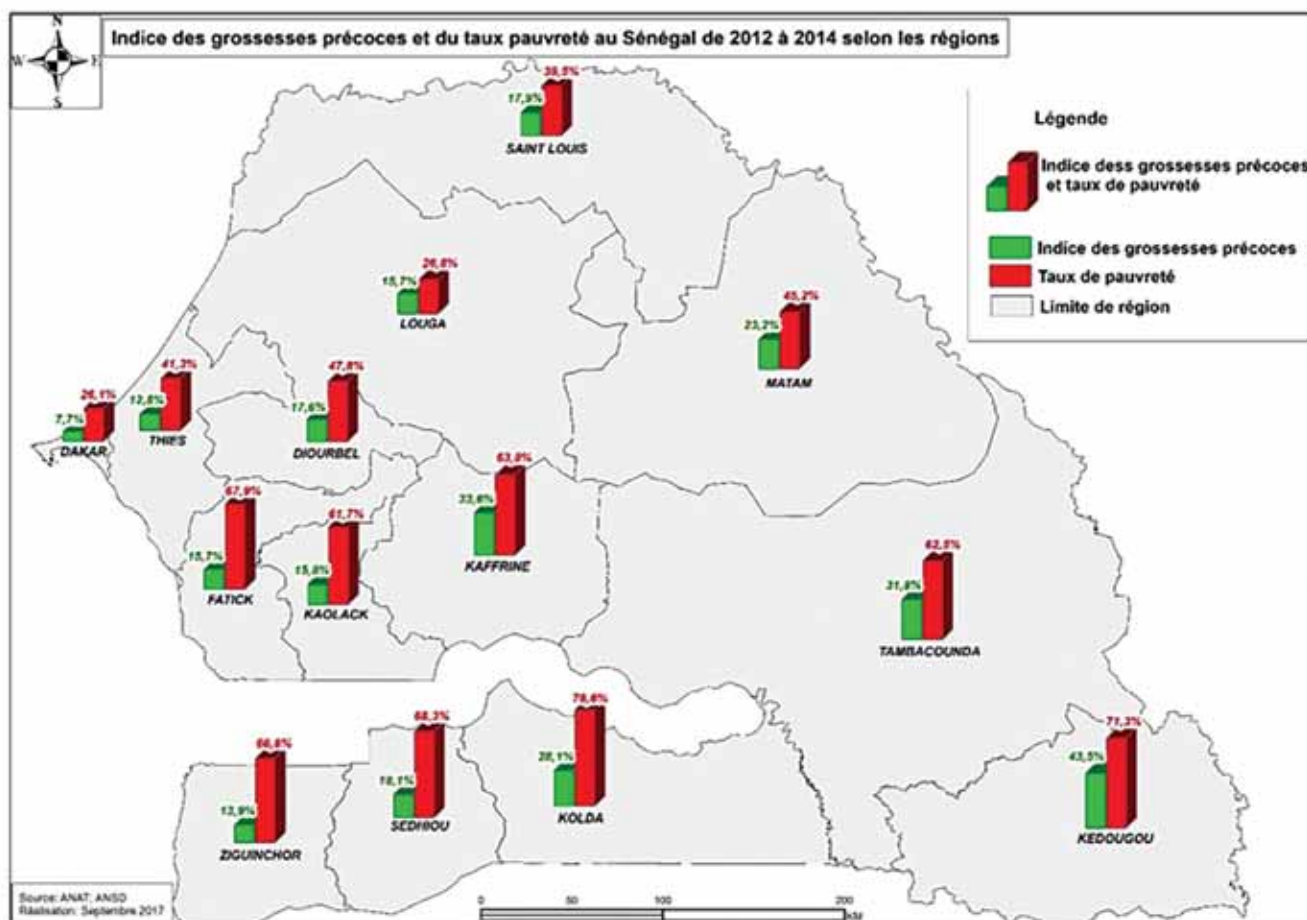 N
W E
S
Indice des grossesses précoces et du taux pauvreté au Sénégal de 2012 à 2014 selon les régions
Légende
Indice dess grossesses précoces
et taux de pauvreté
Indice des grossesses précoces
Taux de pauvreté
Limite de région
17,9% 39,5%
SAINT LOUIS
15,7% 26,8%
LOUGA
23,2% 45,2%
MATAM
7,7% 26,1%
DAKAR
12,8% 41,3%
THIES
17,6% 47,8%
DIOURBEL
15,7% 67,9%
FATICK
15,8% 61,7%
KAOLACK
33,6% 63,8%
KAFFRINE
31,8% 62,5%
TAMBACOUNDA
13,9% 66,8%
ZIGUINCHOR
18,1% 68,3%
SEDHIOU
28,1% 76,6%
KOLDA
43,5% 71,3%
KEDOUGOU
Source: ANAT; ANSD
Réalisation: Septembre 2017
0 50 100 200
KM